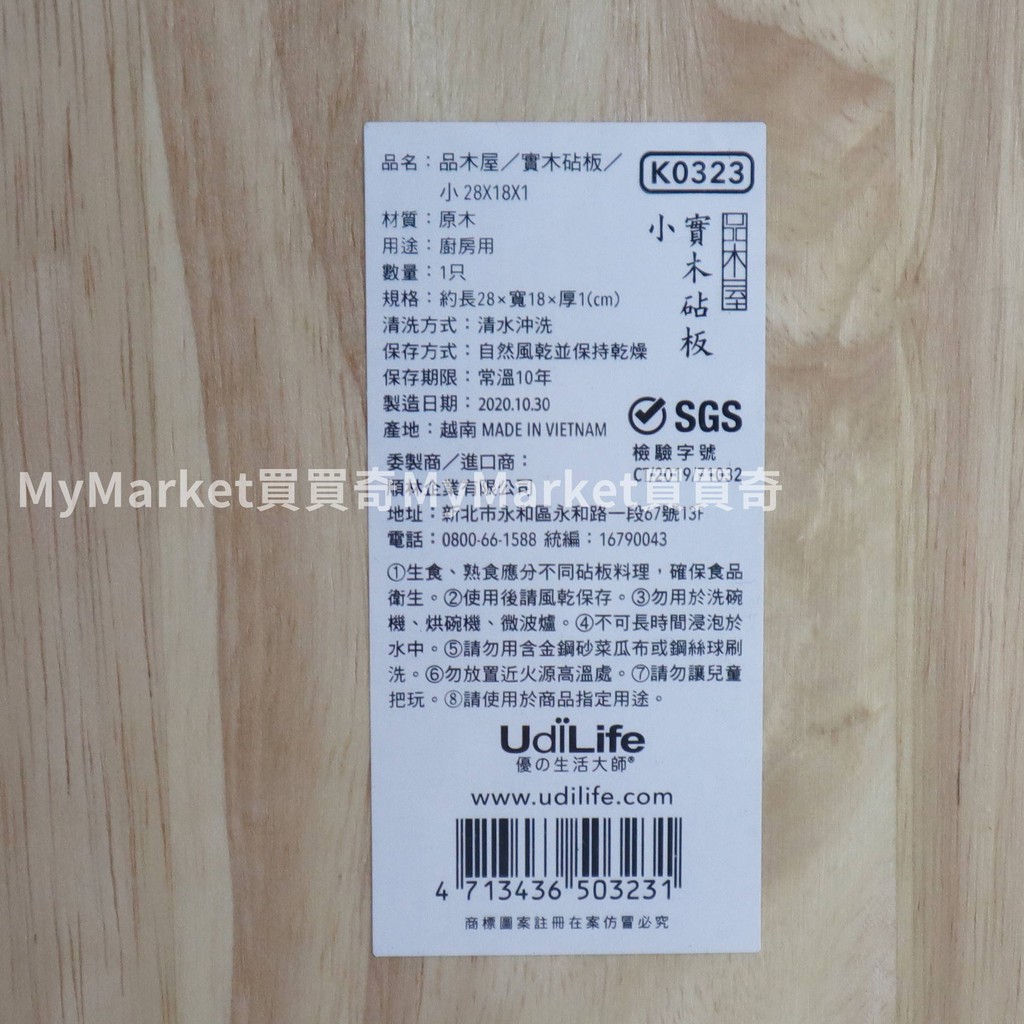 品名：品木屋／實木砧板／
小 28X18X1
K0323
材質：原木
用途：廚房用
數量：1只
規格：約長28×寬18×厚1(cm)
清洗方式：清水沖洗
保存方式：自然風乾並保持乾燥
保存期限：常溫10年
製造日期：2020.10.30
產地：越南 MADE IN VIETNAM
品木屋
實木砧板
小
SGS
檢驗字號
CT/2019/71032
委製商／進口商：
MyMarket買買奇MyMarket買買奇
企業有限公司
地址：新北市永和區永和路一段67號13F
電話：0800-66-1588 統編：16790043
①生食、熟食應分不同砧板料理，確保食品
衛生。②使用後請風乾保存。③勿用於洗碗
機、烘碗機、微波爐。④不可長時間浸泡於
水中。⑤請勿用含金鋼砂菜瓜布或鋼絲球刷
洗。⑥勿放置近火源高溫處。⑦請勿讓兒童
把玩。⑧請使用於商品指定用途。
UdiLife
優の生活大師®
www.udilife.com
4 713436 503231
商標圖案註冊在案仿冒必究